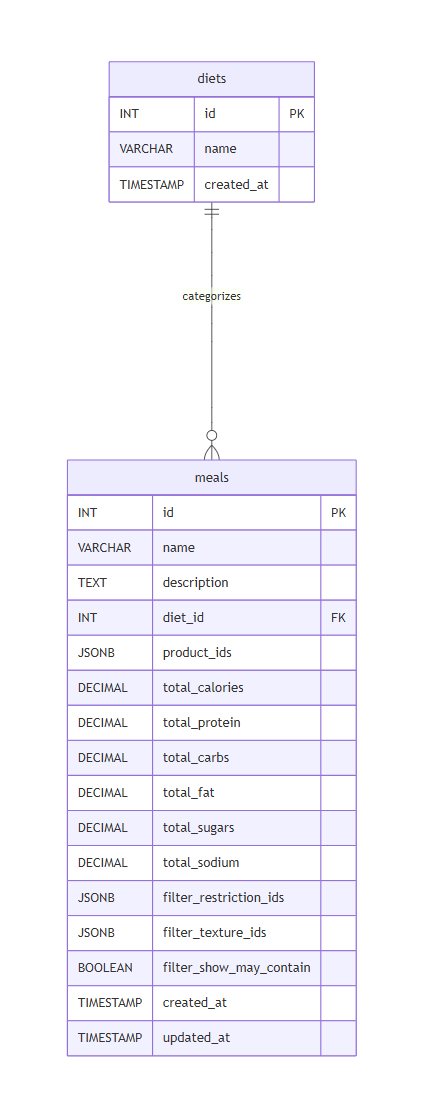 diets
INT id PK
VARCHAR name
TIMESTAMP created_at
categorizes
meals
INT id PK
VARCHAR name
TEXT description
INT diet_id FK
JSONB product_ids
DECIMAL total_calories
DECIMAL total_protein
DECIMAL total_carbs
DECIMAL total_fat
DECIMAL total_sugars
DECIMAL total_sodium
JSONB filter_restriction_ids
JSONB filter_texture_ids
BOOLEAN filter_show_may_contain
TIMESTAMP created_at
TIMESTAMP updated_at